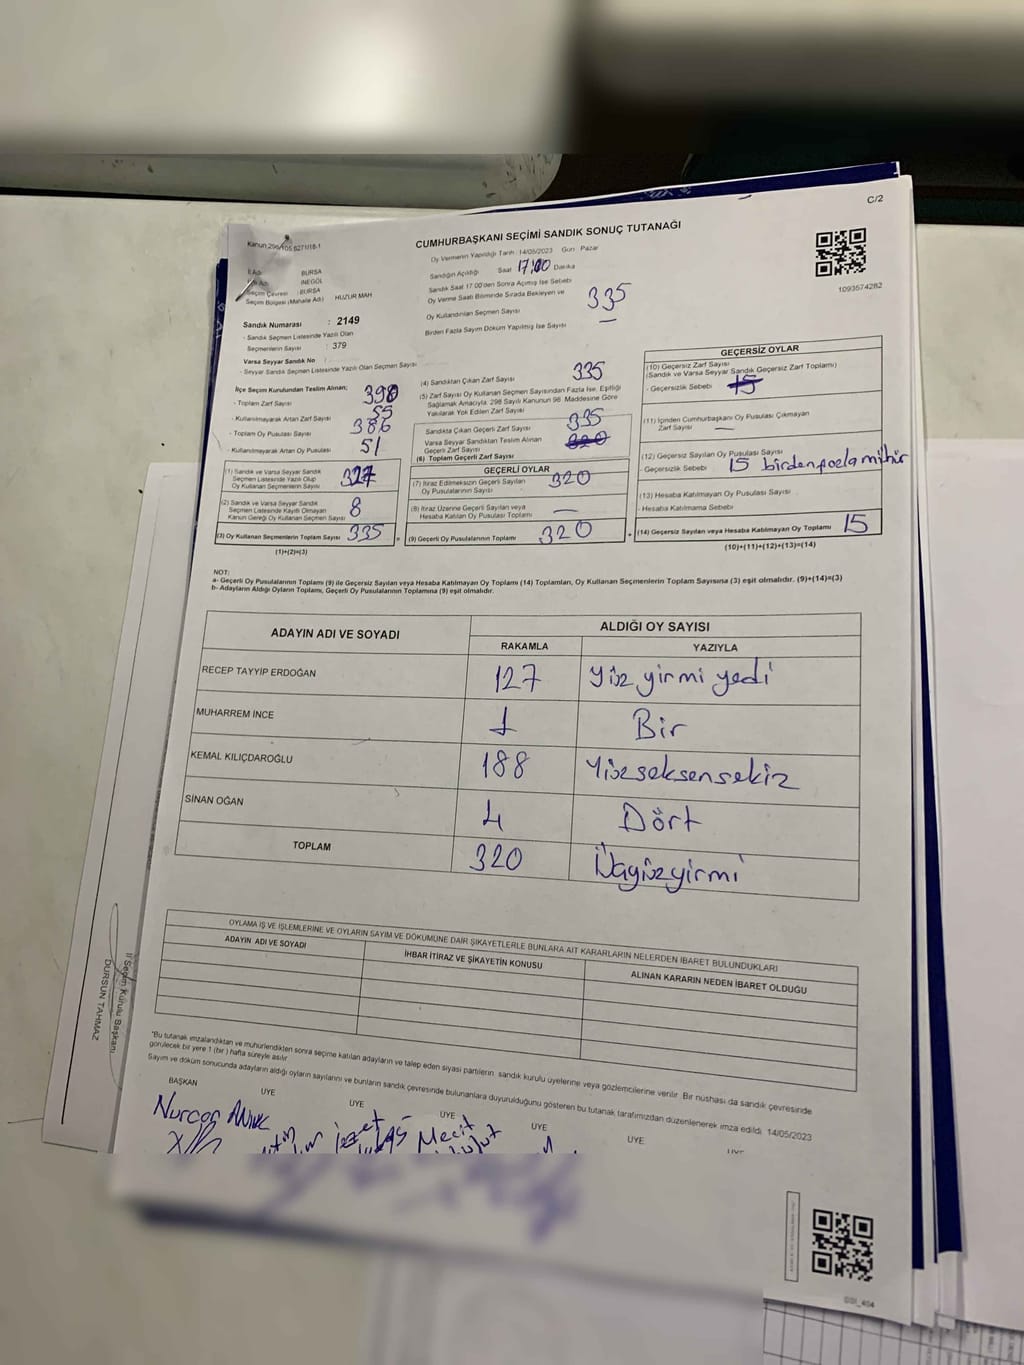 C/2
Kanun:298/105 6271/18-1
CUMHURBAŞKANI SEÇİMİ SANDIK SONUÇ TUTANAĞI
Oy Vermenin Yapıldığı Tarih : 14/05/2023 Gün : Pazar
İl Adı BURSA
Sandığın Açıldığı Saat 17:00 Dakika
İlçe Adı İNEGÖL
Sandık Saat 17.00'den Sonra Açılmış İse Sebebi
Seçim Çevresi : BURSA
Oy Verme Saati Bitiminde Sırada Bekleyen ve
Seçim Bölgesi (Mahalle Adı) HUZUR MAH
Oy Kullandırılan Seçmen Sayısı 335
1093574282
Sandık Numarası : 2149
Birden Fazla Sayım Döküm Yapılmış İse Sayısı —
- Sandık Seçmen Listesinde Yazılı Olan
Seçmenlerin Sayısı : 379
Varsa Seyyar Sandık No :
- Seyyar Sandık Seçmen Listesinde Yazılı Olan Seçmen Sayısı
İlçe Seçim Kurulundan Teslim Alınan;
- Toplam Zarf Sayısı 390
- Kullanılmayarak Artan Zarf Sayısı 55
- Toplam Oy Pusulası Sayısı 386
- Kullanılmayarak Artan Oy Pusulası 51
(1) Sandık ve Varsa Seyyar Sandık
Seçmen Listesinde Yazılı Olup
Oy Kullanan Seçmenlerin Sayısı 327
(2) Sandık ve Varsa Seyyar Sandık
Seçmen Listesinde Kayıtlı Olmayan
Kanun Gereği Oy Kullanan Seçmen Sayısı 8
(3) Oy Kullanan Seçmenlerin Toplam Sayısı 335
(1)+(2)=(3)
(4) Sandıktan Çıkan Zarf Sayısı 335
(5) Zarf Sayısı Oy Kullanan Seçmen Sayısından Fazla İse, Eşitliği
Sağlamak Amacıyla; 298 Sayılı Kanunun 98. Maddesine Göre
Yakılarak Yok Edilen Zarf Sayısı
Sandıkta Çıkan Geçerli Zarf Sayısı 335
Varsa Seyyar Sandıktan Teslim Alınan
Geçerli Zarf Sayısı 320
(6) Toplam Geçerli Zarf Sayısı
GEÇERLİ OYLAR
(7) İtiraz Edilmeksizin Geçerli Sayılan
Oy Pusulalarının Sayısı 320
(8) İtiraz Üzerine Geçerli Sayılan veya
Hesaba Katılan Oy Pusulası Toplamı —
= (9) Geçerli Oy Pusulalarının Toplamı 320
GEÇERSİZ OYLAR
(10) Geçersiz Zarf Sayısı
(Sandık ve Varsa Seyyar Sandık Geçersiz Zarf Toplamı)
- Geçersizlik Sebebi 15
(11) İçinden Cumhurbaşkanı Oy Pusulası Çıkmayan
Zarf Sayısı —
(12) Geçersiz Sayılan Oy Pusulası Sayısı
- Geçersizlik Sebebi 15 birdenfazla mühür
(13) Hesaba Katılmayan Oy Pusulası Sayısı
- Hesaba Katılmama Sebebi
+ (14) Geçersiz Sayılan veya Hesaba Katılmayan Oy Toplamı 15
(10)+(11)+(12)+(13)=(14)
NOT:
a- Geçerli Oy Pusulalarının Toplamı (9) ile Geçersiz Sayılan veya Hesaba Katılmayan Oy Toplamı (14) Toplamları, Oy Kullanan Seçmenlerin Toplam Sayısına (3) eşit olmalıdır. (9)+(14)=(3)
b- Adayların Aldığı Oyların Toplamı, Geçerli Oy Pusulalarının Toplamına (9) eşit olmalıdır.
ADAYIN ADI VE SOYADI ALDIĞI OY SAYISI
RAKAMLA YAZIYLA
RECEP TAYYİP ERDOĞAN 127 Yüz yirmi yedi
MUHARREM İNCE 1 Bir
KEMAL KILIÇDAROĞLU 188 Yüzseksensekiz
SİNAN OĞAN 4 Dört
TOPLAM 320 Üçyüzyirmi
OYLAMA İŞ VE İŞLEMLERİNE VE OYLARIN SAYIM VE DÖKÜMÜNE DAİR ŞİKAYETLERLE BUNLARA AİT KARARLARIN NELERDEN İBARET BULUNDUKLARI
ADAYIN ADI VE SOYADI İHBAR İTİRAZ VE ŞİKAYETİN KONUSU ALINAN KARARIN NEDEN İBARET OLDUĞU
*Bu tutanak imzalandıktan ve mühürlendikten sonra seçime katılan adayların ve talep eden siyasi partilerin sandık kurulu üyelerine veya gözlemcilerine verilir. Bir nüshası da sandık çevresinde
görülecek bir yere 1 (bir) hafta süreyle asılır.
Sayım ve döküm sonucunda adayların aldığı oyların sayılarını ve bunların sandık çevresinde bulunanlara duyurulduğunu gösteren bu tutanak tarafımızdan düzenlenerek imza edildi. 14/05/2023
BAŞKAN ÜYE ÜYE ÜYE ÜYE ÜYE
Nurcan
İzzet
Mecit
İl Seçim Kurulu Başkanı
DURSUN TAHMAZ